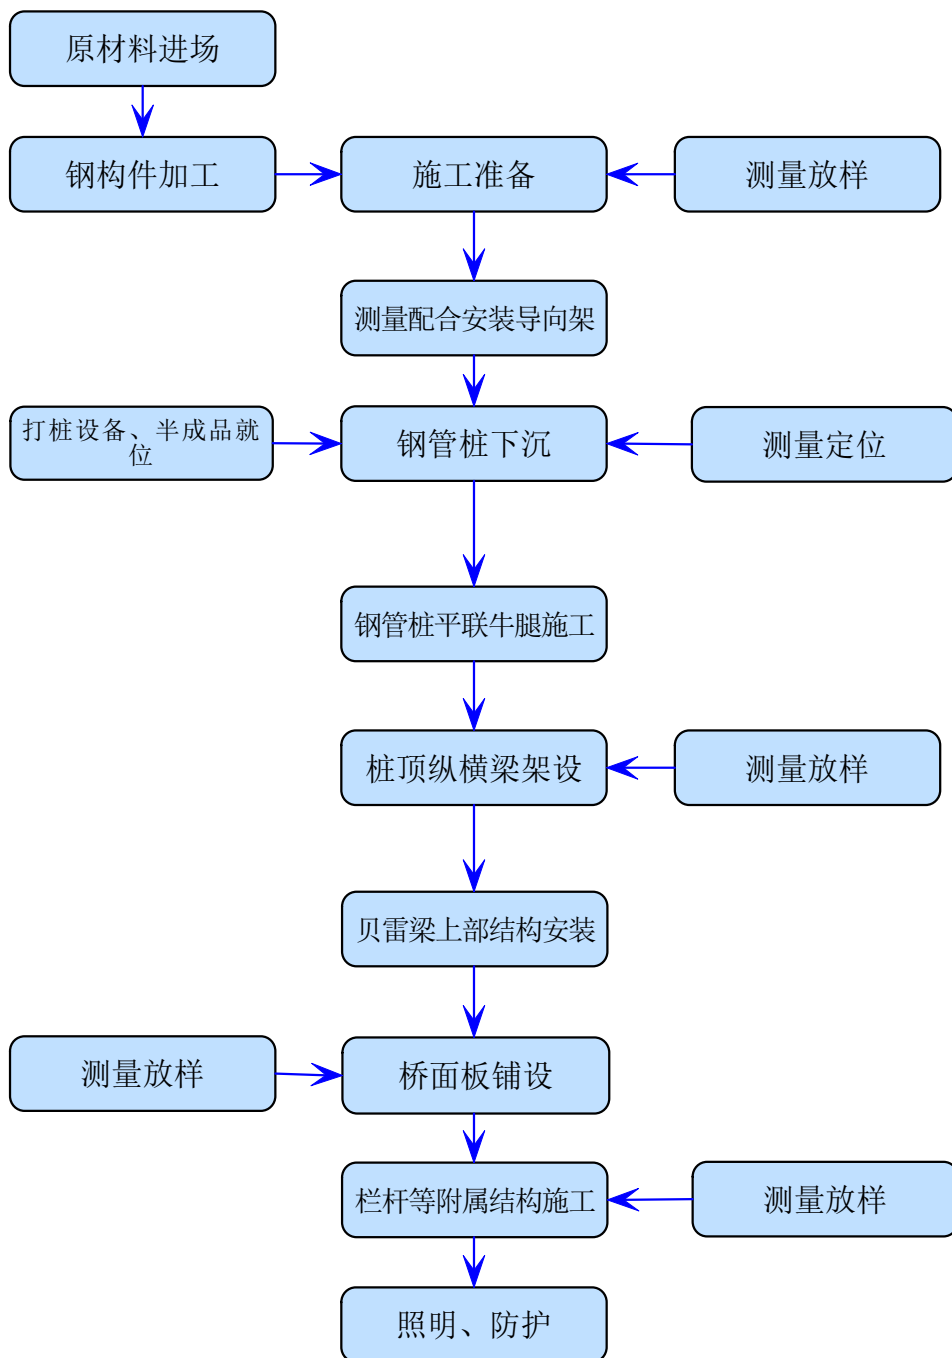 原材料进场
钢构件加工
施工准备
测量放样
测量配合安装导向架
打桩设备、半成品就
位
钢管桩下沉
测量定位
钢管桩平联牛腿施工
桩顶纵横梁架设
测量放样
贝雷梁上部结构安装
测量放样
桥面板铺设
栏杆等附属结构施工
测量放样
照明、防护